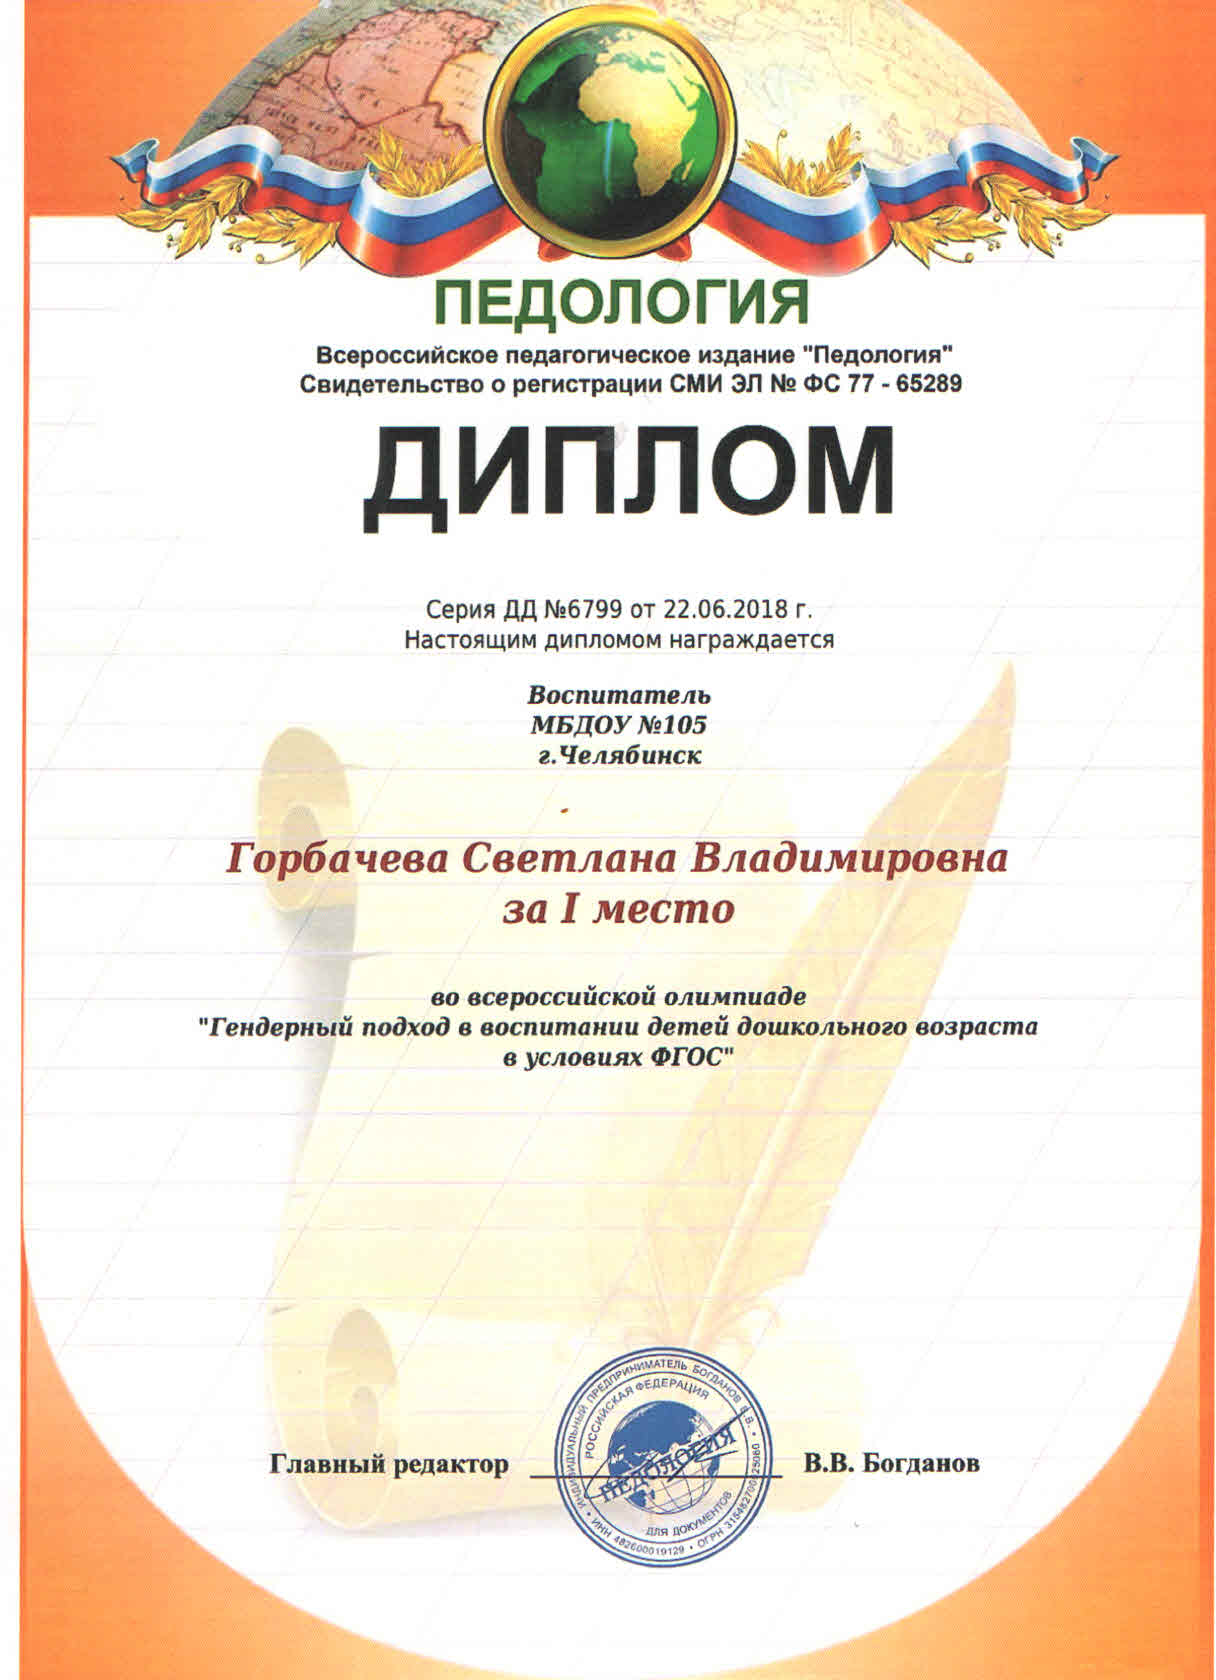 ПЕДОЛОГИЯ
Всероссийское педагогическое издание "Педология"
Свидетельство о регистрации СМИ ЭЛ № ФС 77 - 65289
ДИПЛОМ
Серия ДД №6799 от 22.06.2018 г.
Настоящим дипломом награждается
Воспитатель
МБДОУ №105
г.Челябинск
Горбачева Светлана Владимировна
за I место
во всероссийской олимпиаде
"Гендерный подход в воспитании детей дошкольного возраста
в условиях ФГОС"
Главный редактор
В.В. Богданов
ИНДИВИДУАЛЬНЫЙ ПРЕДПРИНИМАТЕЛЬ БОГДАНОВ В.В.
РОССИЙСКАЯ ФЕДЕРАЦИЯ
ПЕДОЛОГИЯ
ДЛЯ ДОКУМЕНТОВ
ИНН 482600019129 • ОГРН